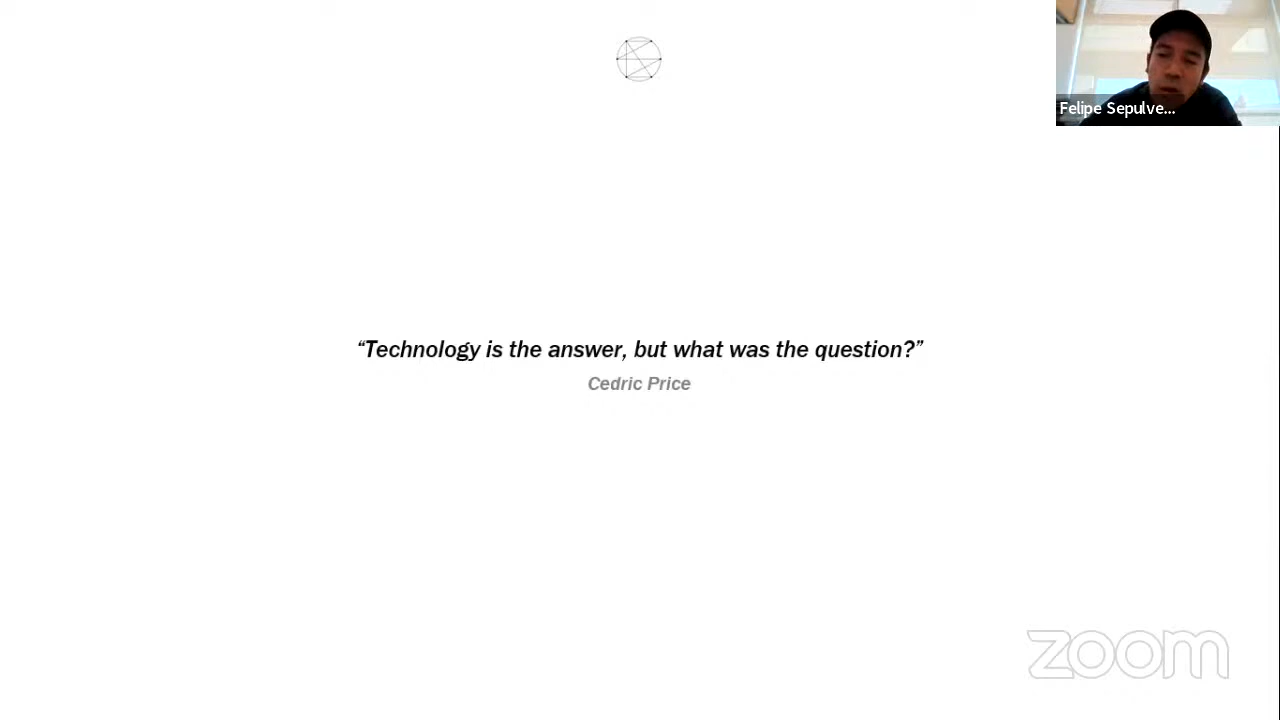 Felipe Sepulve...
“Technology is the answer, but what was the question?”
Cedric Price
zoom